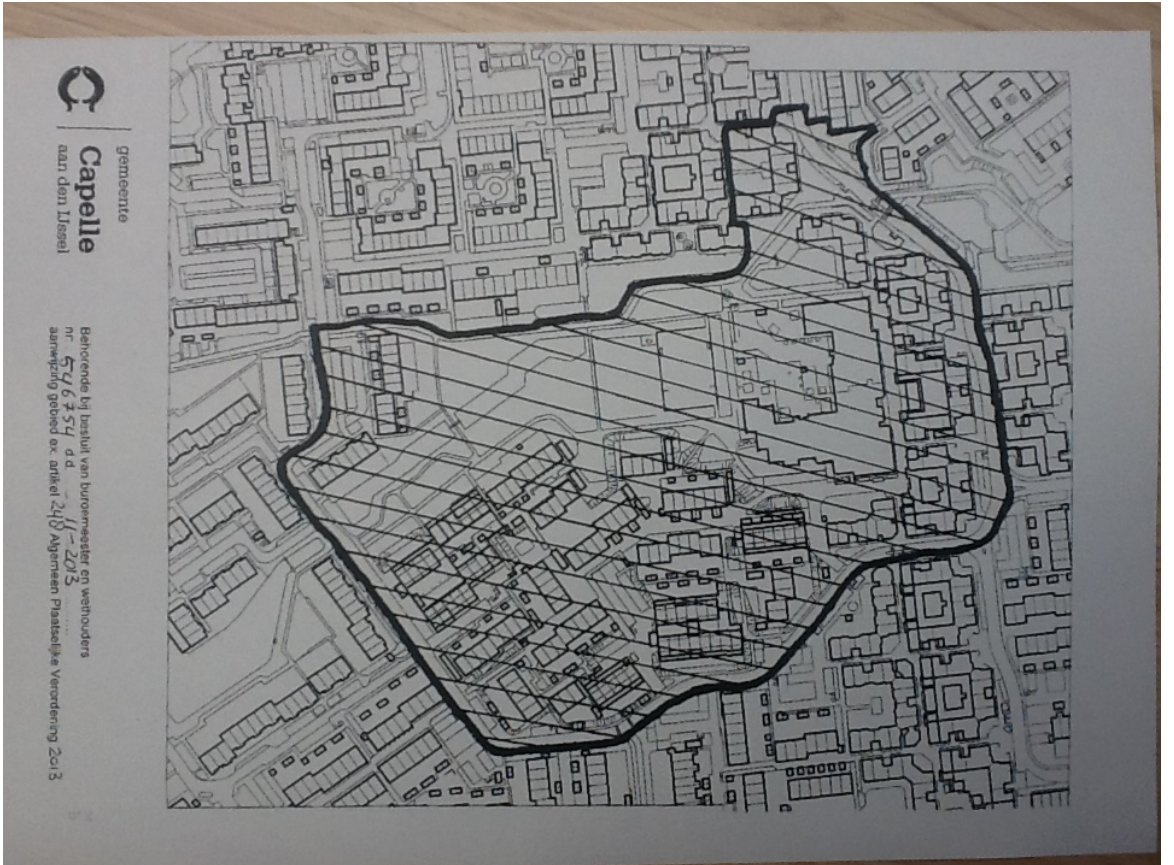 gemeente
Capelle
aan den IJssel
Behorende bij besluit van burgemeester en wethouders
nr. 546754 d.d. - 11 - 2013
aanwijzing gebied ex. artikel 2:48 Algemeen Plaatselijke Verordening 2013